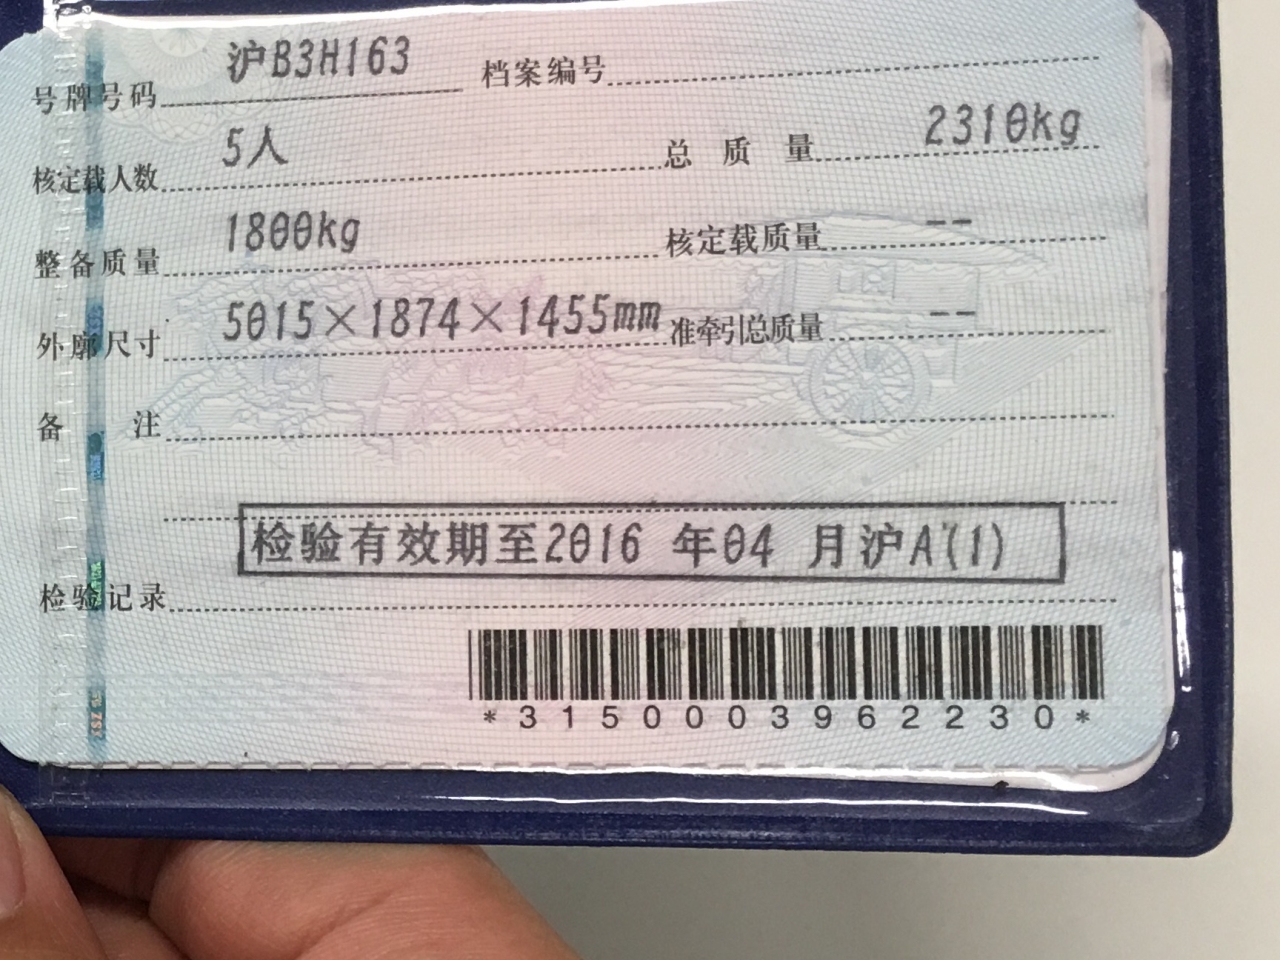 号牌号码 沪B3H163 档案编号
核定载人数 5人 总质量 2310kg
整备质量 1800kg 核定载质量 --
外廓尺寸 5015×1874×1455mm 准牵引总质量 --
备注
检验有效期至2016 年04 月沪A(1)
检验记录
*3150003962230*